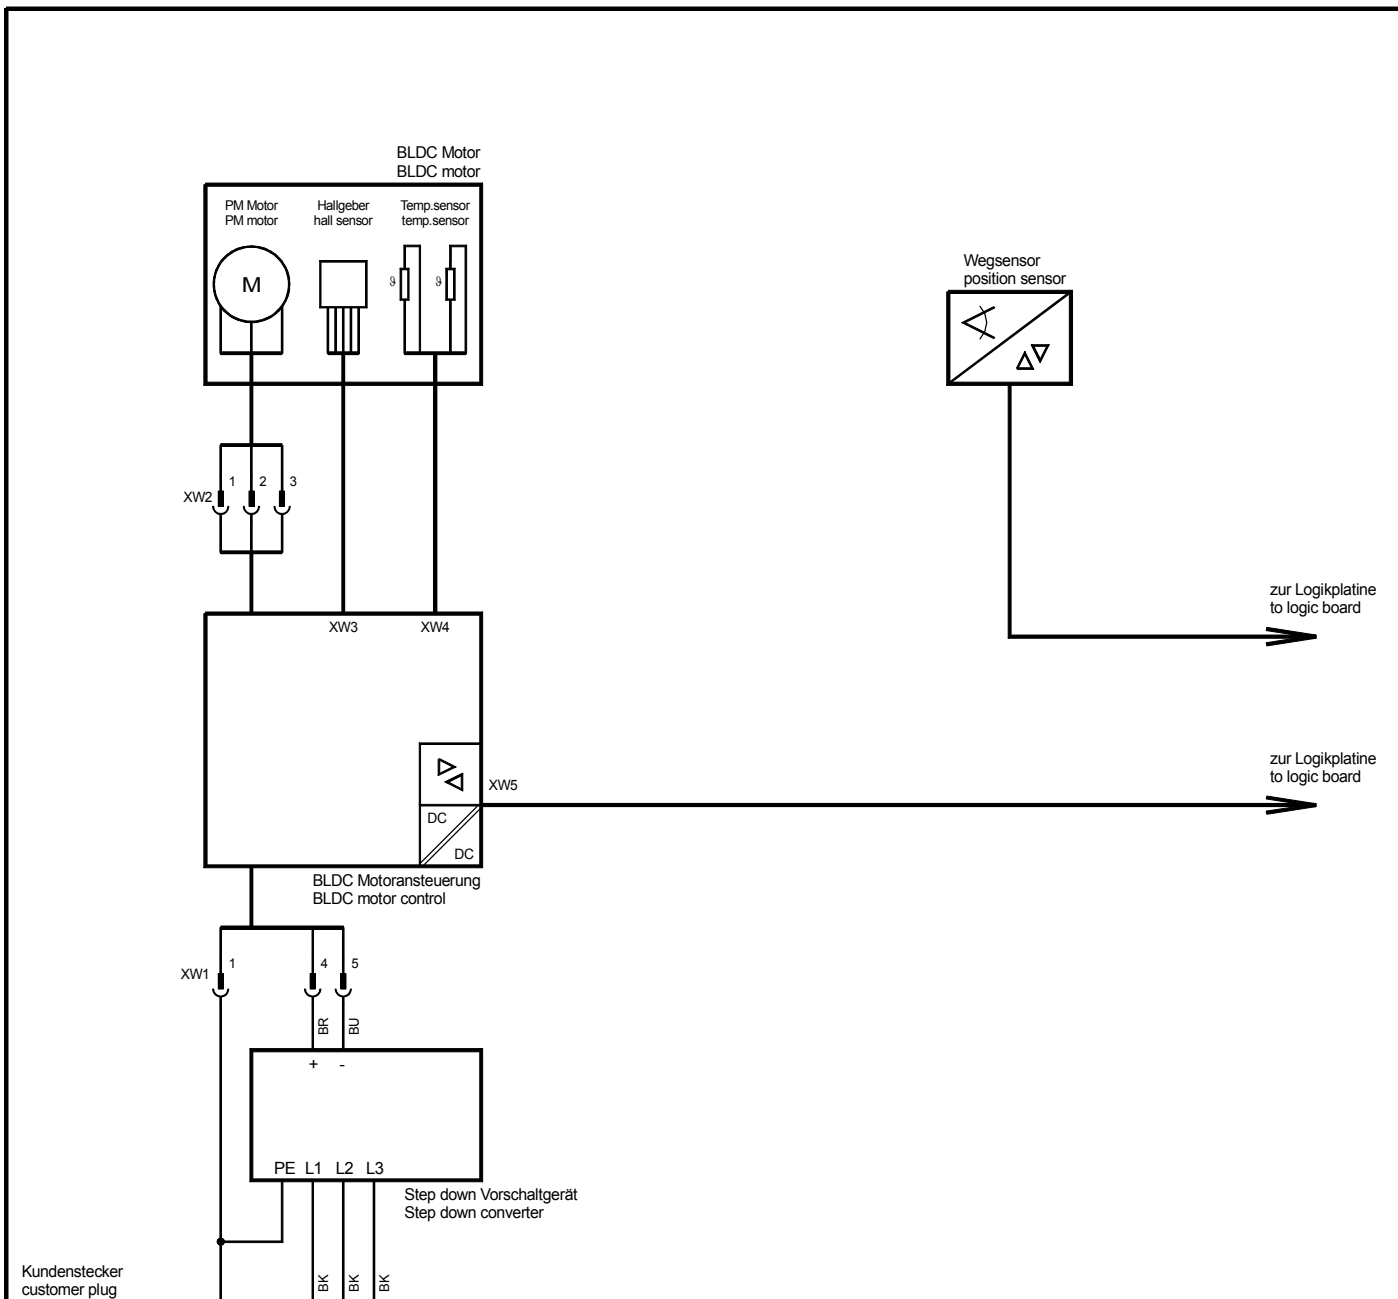 BLDC Motor
BLDC motor
PM Motor
PM motor
Hallgeber
hall sensor
Temp.sensor
temp.sensor
M
ϑ
ϑ
Wegsensor
position sensor
XW2
1
2
3
zur Logikplatine
to logic board
XW3
XW4
zur Logikplatine
to logic board
XW5
DC
DC
BLDC Motoransteuerung
BLDC motor control
XW1
1
4
5
BR
BU
+
-
PE L1 L2 L3
Step down Vorschaltgerät
Step down converter
Kundenstecker
customer plug
BK
BK
BK